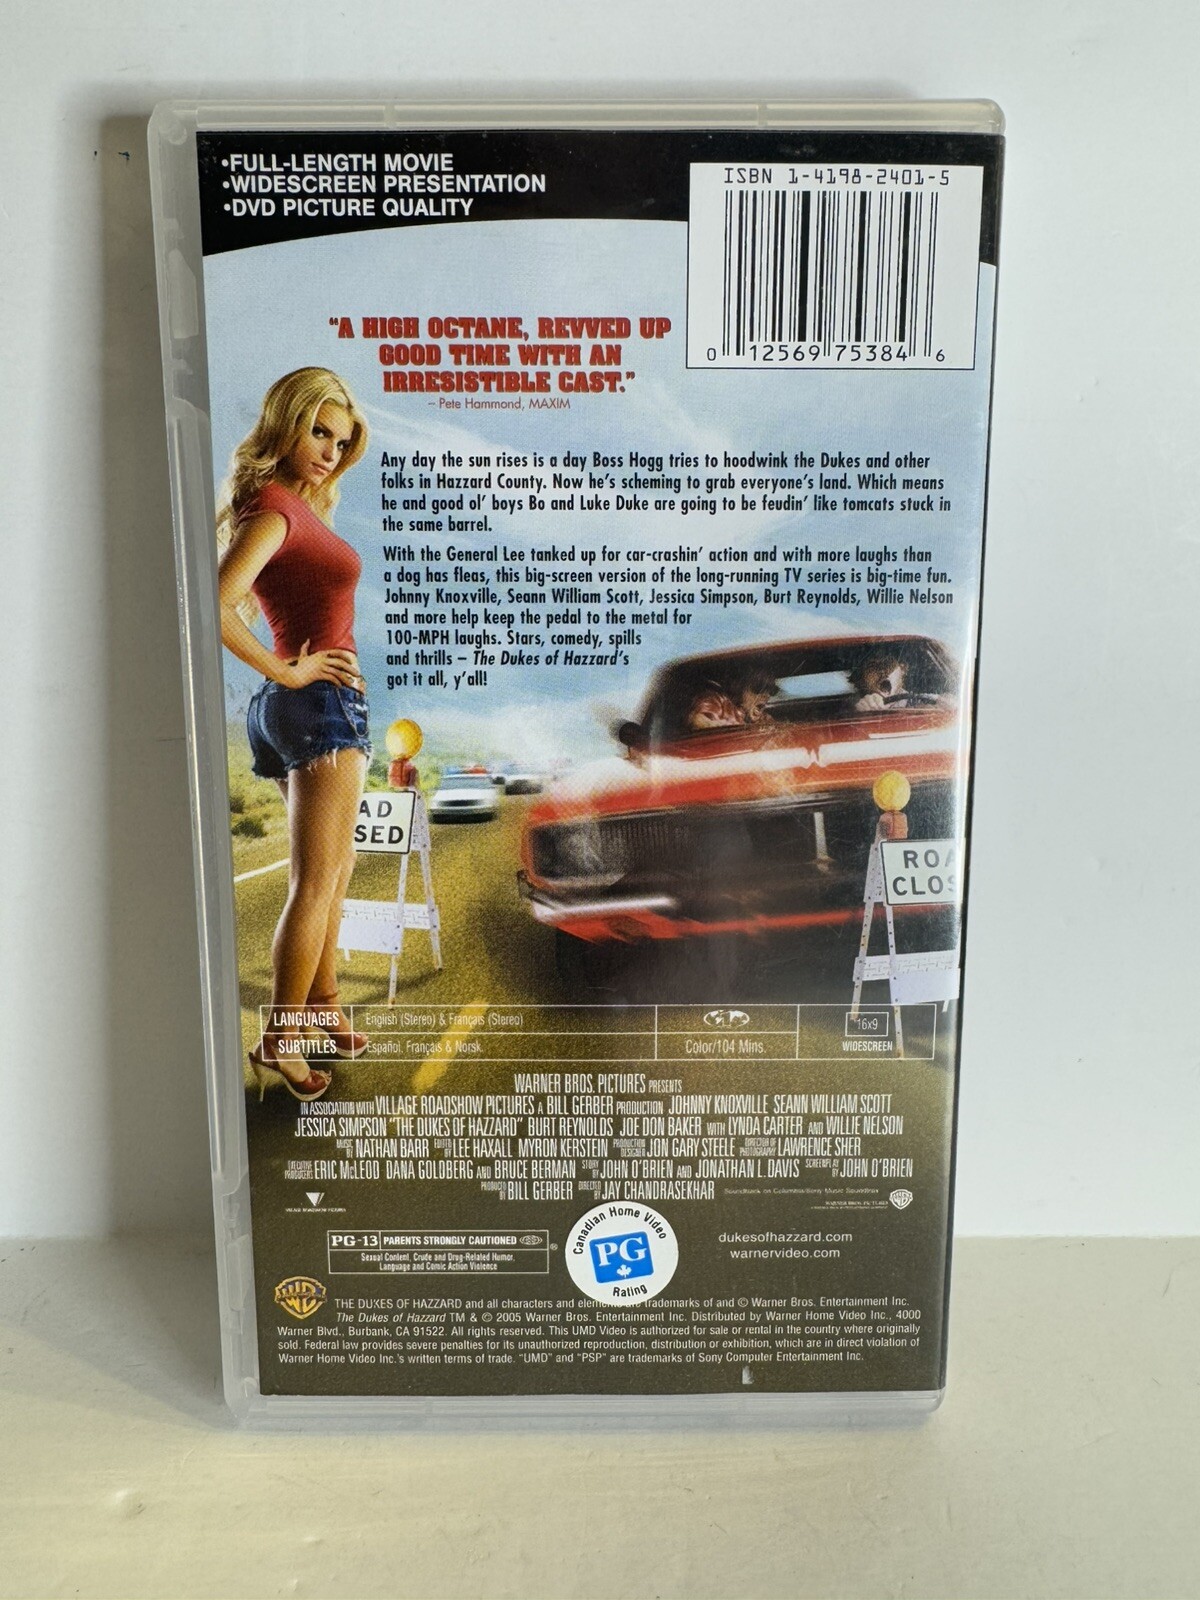 •FULL-LENGTH MOVIE
•WIDESCREEN PRESENTATION
•DVD PICTURE QUALITY
ISBN 1-4198-2401-5
0 12569 75384 6
"A HIGH OCTANE, REVVED UP
GOOD TIME WITH AN
IRRESISTIBLE CAST."
– Pete Hammond, MAXIM
Any day the sun rises is a day Boss Hogg tries to hoodwink the Dukes and other
folks in Hazzard County. Now he's scheming to grab everyone's land. Which means
he and good ol' boys Bo and Luke Duke are going to be feudin' like tomcats stuck in
the same barrel.
With the General Lee tanked up for car-crashin' action and with more laughs than
a dog has fleas, this big-screen version of the long-running TV series is big-time fun.
Johnny Knoxville, Seann William Scott, Jessica Simpson, Burt Reynolds, Willie Nelson
and more help keep the pedal to the metal for
100-MPH laughs. Stars, comedy, spills
and thrills – The Dukes of Hazzard's
got it all, y'all!
AD
SED
ROA
CLOS
LANGUAGES English (Stereo) & Français (Stereo)
SUBTITLES Español, Français & Norsk
Color/104 Mins.
16x9
WIDESCREEN
WARNER BROS. PICTURES PRESENTS
IN ASSOCIATION WITH VILLAGE ROADSHOW PICTURES A BILL GERBER PRODUCTION JOHNNY KNOXVILLE SEANN WILLIAM SCOTT
JESSICA SIMPSON "THE DUKES OF HAZZARD" BURT REYNOLDS JOE DON BAKER WITH LYNDA CARTER AND WILLIE NELSON
MUSIC BY NATHAN BARR EDITED BY LEE HAXALL MYRON KERSTEIN PRODUCTION DESIGNER JON GARY STEELE DIRECTOR OF PHOTOGRAPHY LAWRENCE SHER
EXECUTIVE PRODUCERS ERIC McLEOD DANA GOLDBERG AND BRUCE BERMAN STORY BY JOHN O'BRIEN AND JONATHAN L. DAVIS SCREENPLAY BY JOHN O'BRIEN
PRODUCED BY BILL GERBER DIRECTED BY JAY CHANDRASEKHAR
Soundtrack on Columbia/Sony Music Soundtrax
VILLAGE ROADSHOW PICTURES
PG-13 PARENTS STRONGLY CAUTIONED ®
Sexual Content, Crude and Drug-Related Humor,
Language and Comic Action Violence
Canadian Home Video
PG
Rating
dukesofhazzard.com
warnervideo.com
THE DUKES OF HAZZARD and all characters and elements are trademarks of and © Warner Bros. Entertainment Inc.
The Dukes of Hazzard TM & © 2005 Warner Bros. Entertainment Inc. Distributed by Warner Home Video Inc., 4000
Warner Blvd., Burbank, CA 91522. All rights reserved. This UMD Video is authorized for sale or rental in the country where originally
sold. Federal law provides severe penalties for its unauthorized reproduction, distribution or exhibition, which are in direct violation of
Warner Home Video Inc.'s written terms of trade. "UMD" and "PSP" are trademarks of Sony Computer Entertainment Inc.